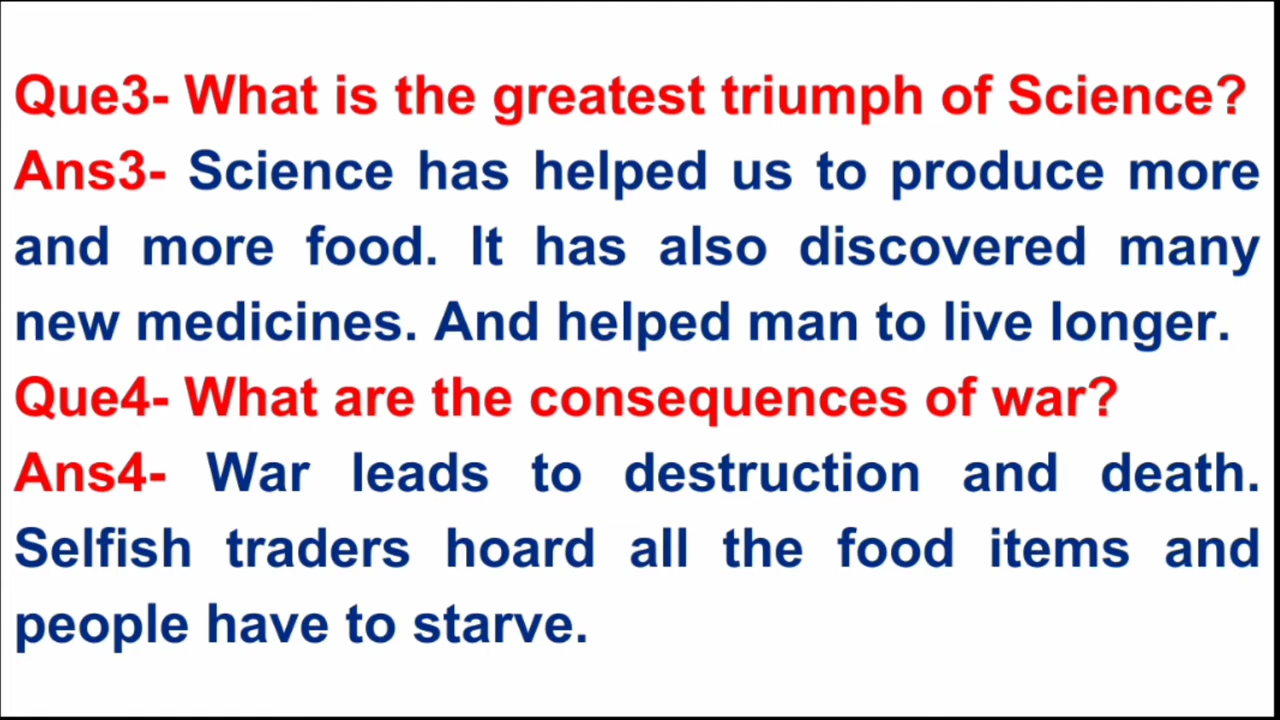 Que3- What is the greatest triumph of Science?
Ans3- Science has helped us to produce more
and more food. It has also discovered many
new medicines. And helped man to live longer.
Que4- What are the consequences of war?
Ans4- War leads to destruction and death.
Selfish traders hoard all the food items and
people have to starve.